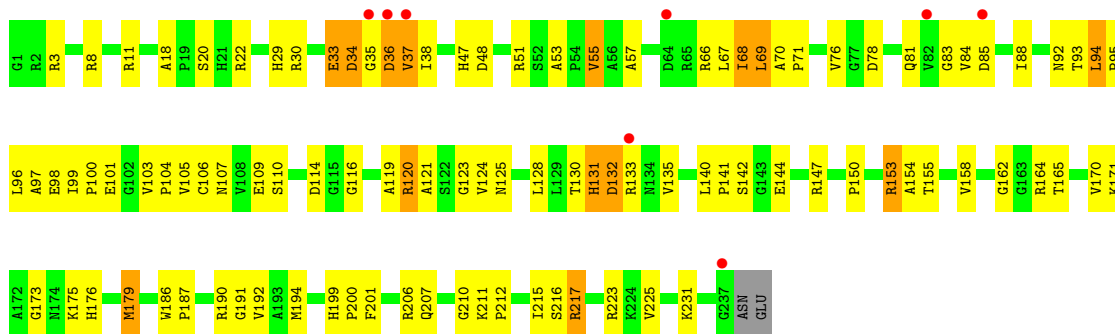 G1 R2 R3 R8 R11 A18 P19 S20 H21 R22 H29 R30 E33 D34 G35 D36 V37 I38 H47 D48 R51 S52 A53 P54 V55 A56 A57 D64 R65 R66 L67 I68 L69 A70 P71 V76 G77 D78 Q81 V82 G83 V84 D85 I88 N92 T93 L94
L96 A97 E98 I99 P100 E101 G102 V103 P104 V105 C106 N107 V108 E109 S110 D114 G115 G116 A119 R120 A121 S122 G123 V124 N125 L128 L129 T130 H131 D132 R133 N134 V135 L140 P141 S142 G143 E144 R147 P150 R153 A154 T155 V158 G162 G163 R164 T165 V170
A172 G173 N174 K175 H176 M179 W186 P187 R190 G191 V192 A193 M194 H199 P200 F201 R206 Q207 G210 K211 P212 I215 S216 R217 R223 K224 V225 K231 G237 ASN GLU